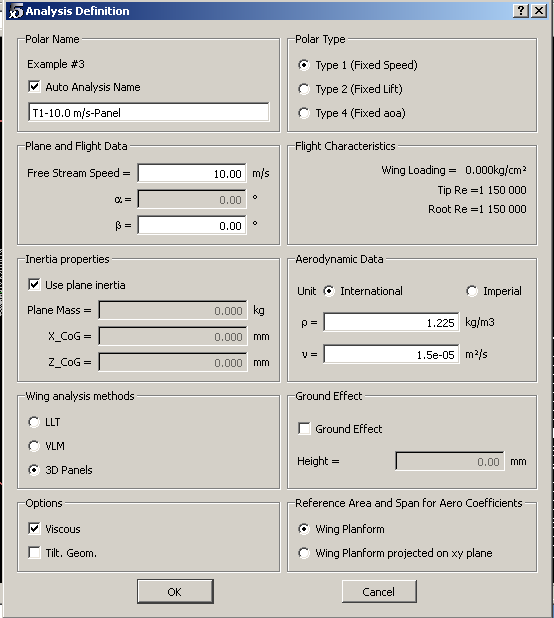 Analysis Definition
Polar Name
Example #3
Auto Analysis Name
T1-10.0 m/s-Panel
Polar Type
Type 1 (Fixed Speed)
Type 2 (Fixed Lift)
Type 4 (Fixed aoa)
Plane and Flight Data
Free Stream Speed = 10.00 m/s
α = 0.00 °
β = 0.00 °
Flight Characteristics
Wing Loading = 0.000kg/cm²
Tip Re =1 150 000
Root Re =1 150 000
Inertia properties
Use plane inertia
Plane Mass = 0.000 kg
X_CoG = 0.000 mm
Z_CoG = 0.000 mm
Aerodynamic Data
Unit International Imperial
ρ = 1.225 kg/m3
ν = 1.5e-05 m²/s
Wing analysis methods
LLT
VLM
3D Panels
Ground Effect
Ground Effect
Height = 0.00 mm
Options
Viscous
Tilt. Geom.
Reference Area and Span for Aero Coefficients
Wing Planform
Wing Planform projected on xy plane
OK Cancel